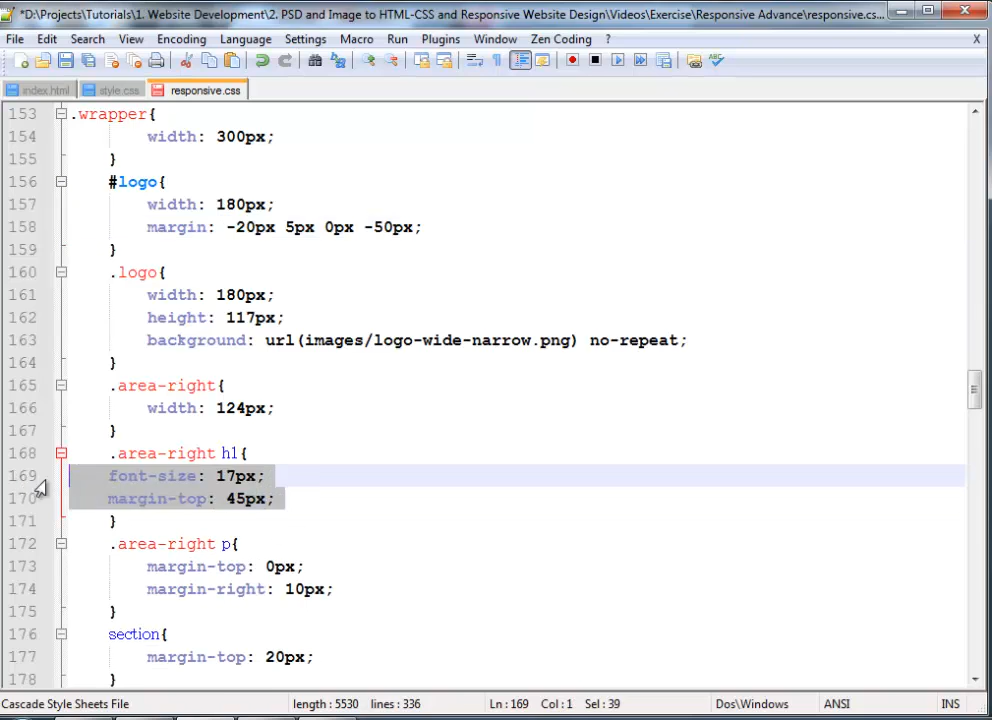 *D:\Projects\Tutorials\1. Website Development\2. PSD and Image to HTML-CSS and Responsive Website Design\Videos\Exercise\Responsive Advance\responsive.cs...
File Edit Search View Encoding Language Settings Macro Run Plugins Window Zen Coding ? X
index.html style.css responsive.css
153 .wrapper{
154 width: 300px;
155 }
156 #logo{
157 width: 180px;
158 margin: -20px 5px 0px -50px;
159 }
160 .logo{
161 width: 180px;
162 height: 117px;
163 background: url(images/logo-wide-narrow.png) no-repeat;
164 }
165 .area-right{
166 width: 124px;
167 }
168 .area-right h1{
169 font-size: 17px;
170 margin-top: 45px;
171 }
172 .area-right p{
173 margin-top: 0px;
174 margin-right: 10px;
175 }
176 section{
177 margin-top: 20px;
178 }
Cascade Style Sheets File length : 5530 lines : 336 Ln : 169 Col : 1 Sel : 39 Dos\Windows ANSI INS